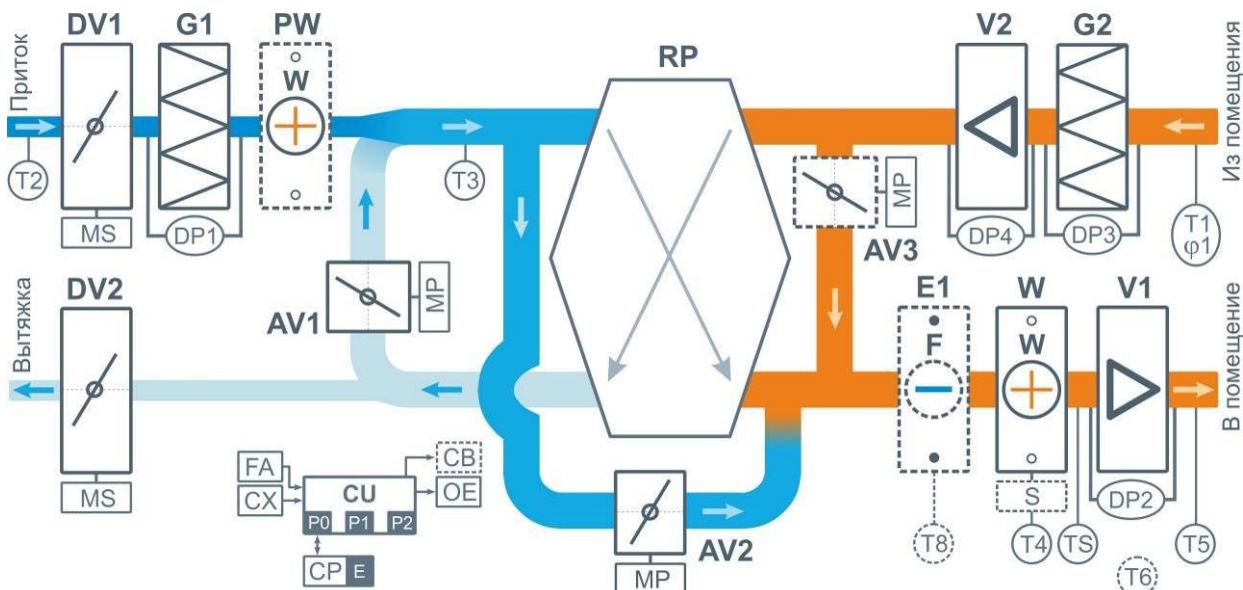 DV1
G1
PW
RP
V2
G2
Приток
W
Из помещения
T2
T3
MS
DP1
MP
DP4
DP3
T1
φ1
AV3
DV2
AV1
MP
E1
W
V1
Вытяжка
F
W
В помещение
FA
CX
CU
CB
OE
P0 P1 P2
CP E
MS
AV2
MP
S
DP2
T8
T4
TS
T6
T5